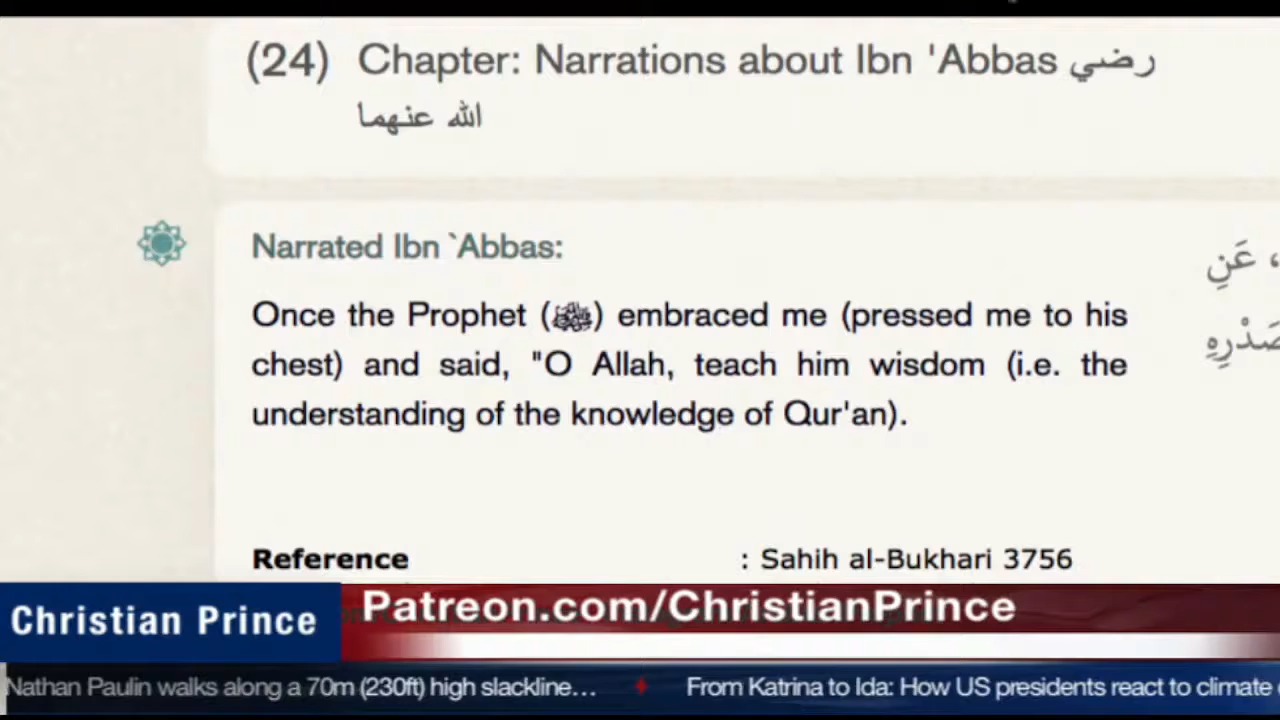 (24) Chapter: Narrations about Ibn 'Abbas رضي
الله عنهما
Narrated Ibn `Abbas:
Once the Prophet (ﷺ) embraced me (pressed me to his
chest) and said, "O Allah, teach him wisdom (i.e. the
understanding of the knowledge of Qur'an).
، عَنِ
صَدْرِهِ
Reference : Sahih al-Bukhari 3756
Christian Prince
Patreon.com/ChristianPrince
Nathan Paulin walks along a 70m (230ft) high slackline... ♦ From Katrina to Ida: How US presidents react to climate